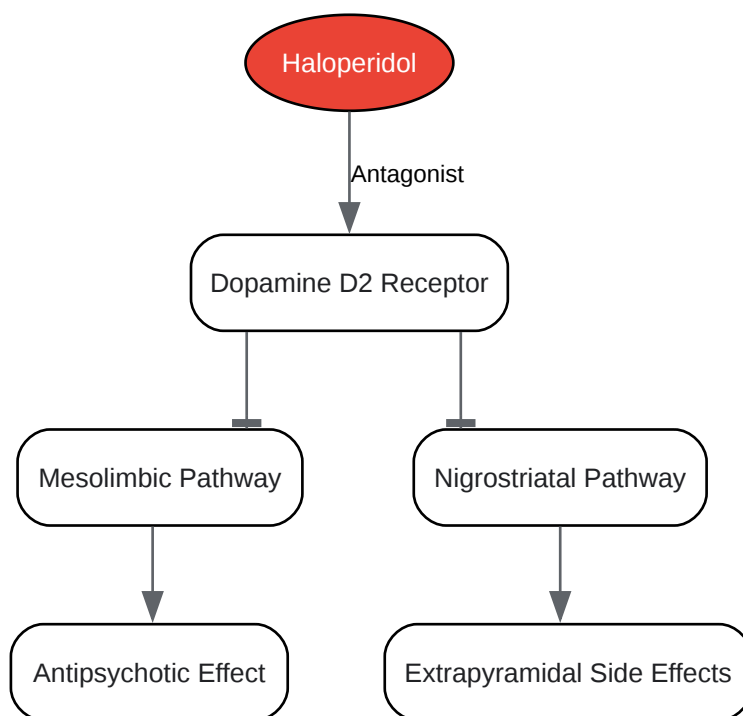 Haloperidol
Antagonist
Dopamine D2 Receptor
Mesolimbic Pathway
Nigrostriatal Pathway
Antipsychotic Effect
Extrapyramidal Side Effects